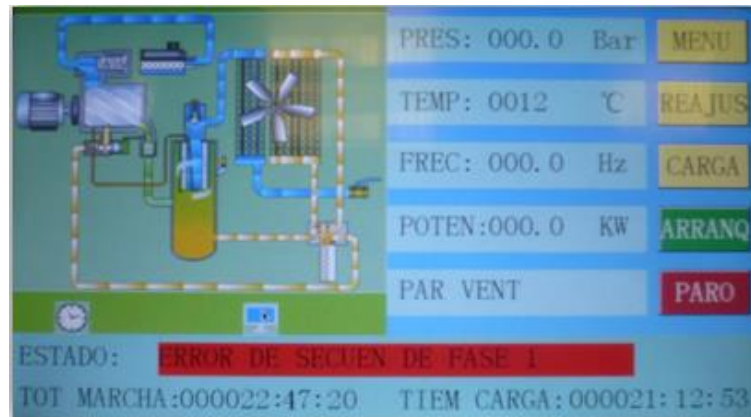 PRES: 000.0 Bar MENU
TEMP: 0012 ℃ REAJUS
FREC: 000.0 Hz CARGA
POTEN:000.0 KW ARRANQ
PAR VENT PARO
ESTADO: ERROR DE SECUEN DE FASE 1
TOT MARCHA:000022:47:20 TIEM CARGA:000021:12:53